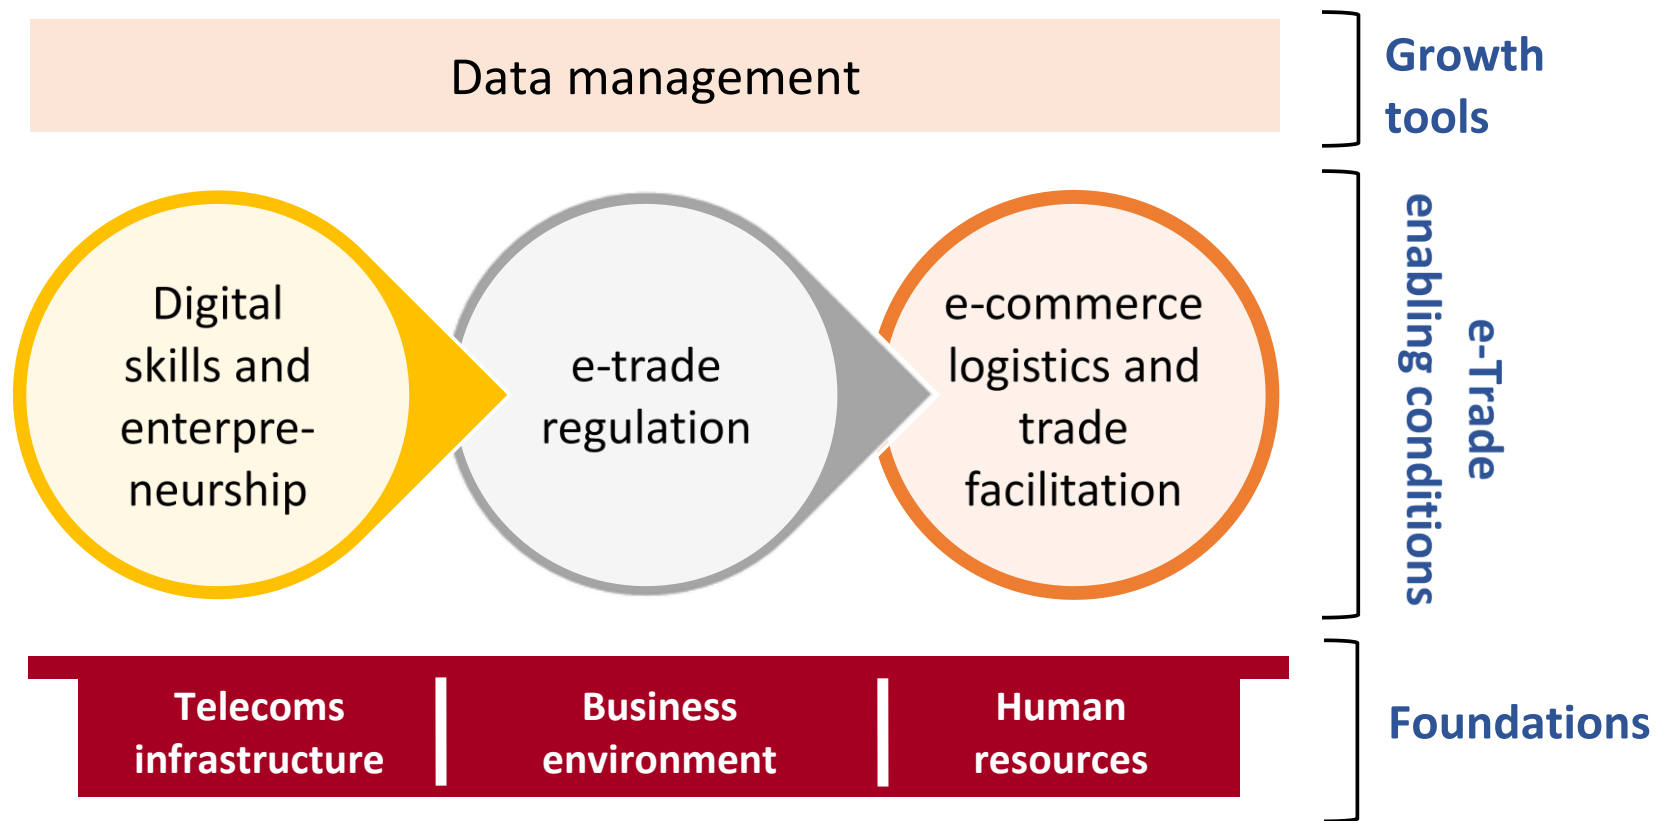 Data management
Growth
tools
Digital
skills and
enterpre-
neurship
e-trade
regulation
e-commerce
logistics and
trade
facilitation
e-Trade
enabling conditions
Telecoms
infrastructure
Business
environment
Human
resources
Foundations